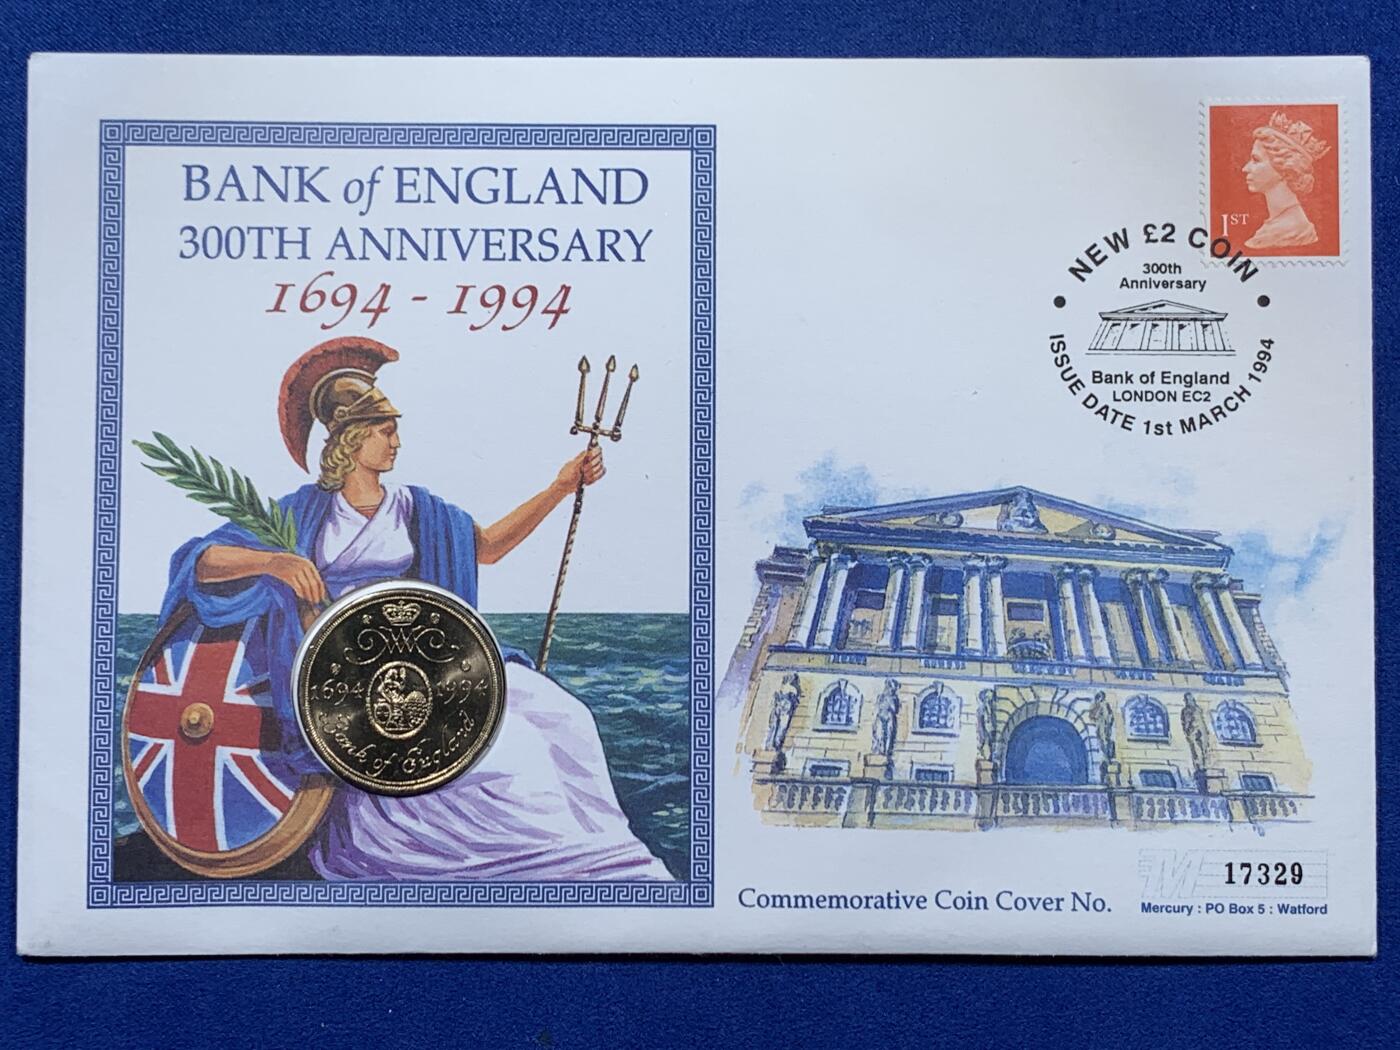 BANK of ENGLAND
300TH ANNIVERSARY
1694 - 1994
1ST
NEW £2 COIN
300th
Anniversary
Bank of England
LONDON EC2
ISSUE DATE 1st MARCH 1994
1694 1994
Bank of England
Commemorative Coin Cover No.
17329
Mercury : PO Box 5 : Watford